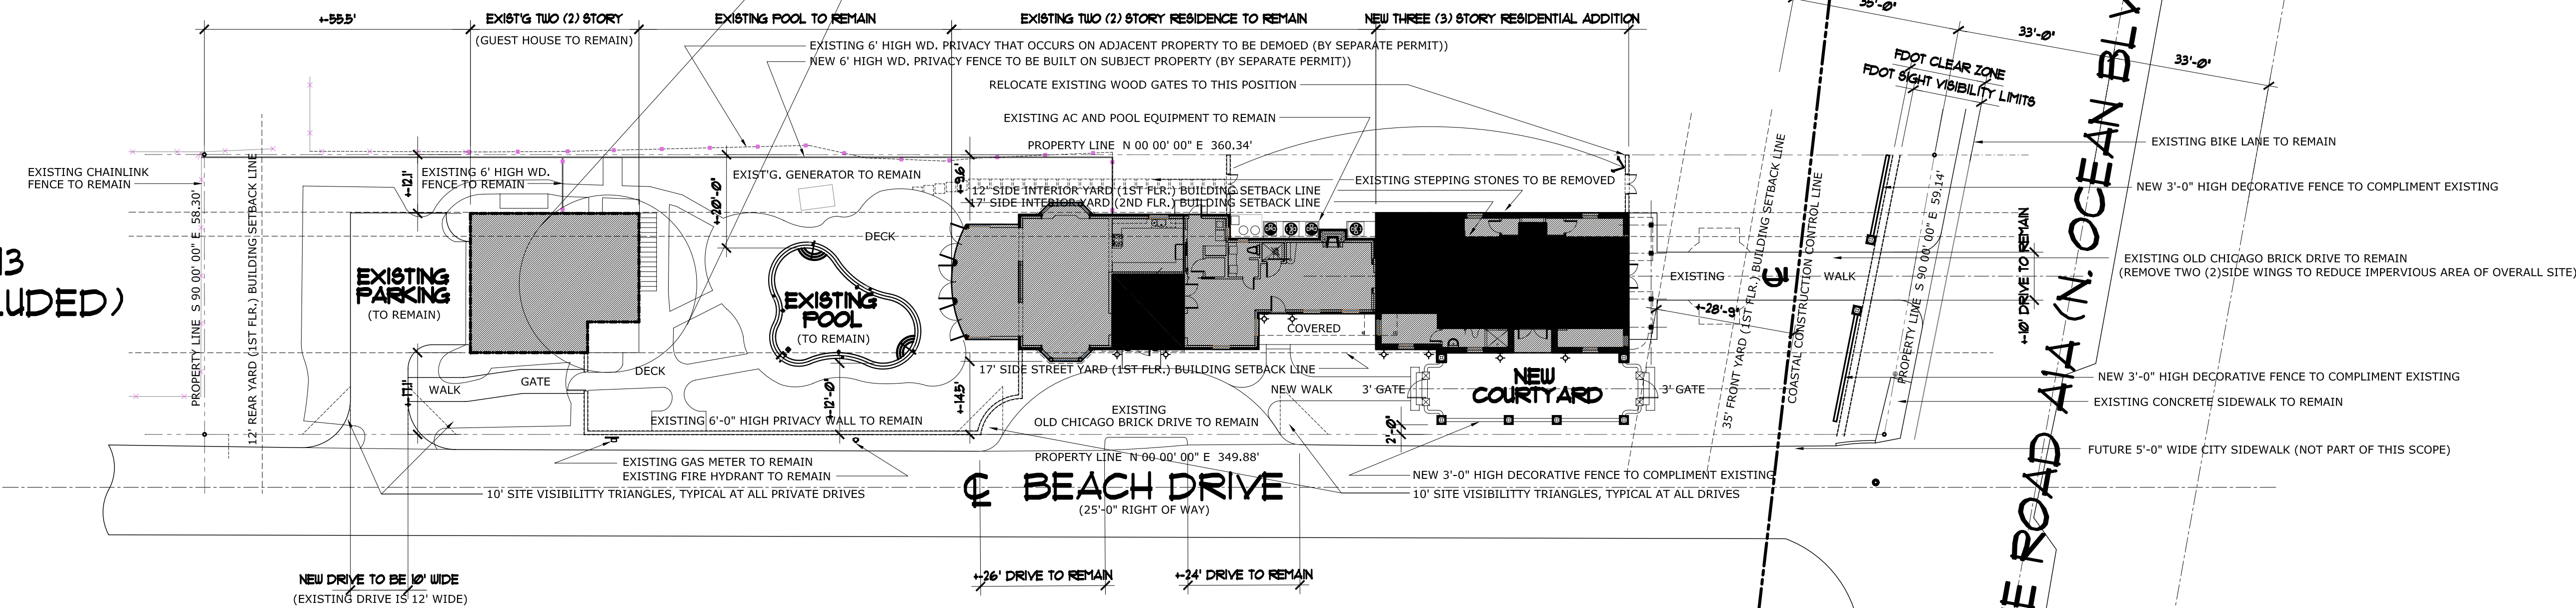 +-55.5'
EXIST'G TWO (2) STORY
(GUEST HOUSE TO REMAIN)
EXISTING POOL TO REMAIN
EXISTING TWO (2) STORY RESIDENCE TO REMAIN
NEW THREE (3) STORY RESIDENTIAL ADDITION
35'-0"
33'-0"
33'-0"
FDOT CLEAR ZONE
FDOT SIGHT VISIBILITY LIMITS
EXISTING 6' HIGH WD. PRIVACY THAT OCCURS ON ADJACENT PROPERTY TO BE DEMOED (BY SEPARATE PERMIT))
NEW 6' HIGH WD. PRIVACY FENCE TO BE BUILT ON SUBJECT PROPERTY (BY SEPARATE PERMIT))
RELOCATE EXISTING WOOD GATES TO THIS POSITION
EXISTING AC AND POOL EQUIPMENT TO REMAIN
PROPERTY LINE N 00 00' 00" E 360.34'
EXISTING BIKE LANE TO REMAIN
EXISTING CHAINLINK
FENCE TO REMAIN
+-12.1'
EXISTING 6' HIGH WD.
FENCE TO REMAIN
+-20'-0"
EXIST'G. GENERATOR TO REMAIN
+-9.6'
12' SIDE INTERIOR YARD (1ST FLR.) BUILDING SETBACK LINE
17' SIDE INTERIOR YARD (2ND FLR.) BUILDING SETBACK LINE
EXISTING STEPPING STONES TO BE REMOVED
NEW 3'-0" HIGH DECORATIVE FENCE TO COMPLIMENT EXISTING
PROPERTY LINE S 90 00' 00" E 58.30'
12' REAR YARD (1ST FLR.) BUILDING SETBACK LINE
DECK
13
LUDED)
EXISTING
PARKING
(TO REMAIN)
EXISTING
POOL
(TO REMAIN)
COVERED
EXISTING
WALK
+-28'-9"
35' FRONT YARD (1ST FLR.) BUILDING SETBACK LINE
COASTAL CONSTRUCTION CONTROL LINE
PROPERTY LINE S 90 00' 00" E 59.14'
+-10' DRIVE TO REMAIN
EXISTING OLD CHICAGO BRICK DRIVE TO REMAIN
(REMOVE TWO (2)SIDE WINGS TO REDUCE IMPERVIOUS AREA OF OVERALL SITE)
E ROAD A1A (N. OCEAN BLV
+-11.1'
WALK
GATE
DECK
+-12'-0"
+-14.5'
17' SIDE STREET YARD (1ST FLR.) BUILDING SETBACK LINE
NEW WALK
3' GATE
NEW
COURTYARD
3' GATE
NEW 3'-0" HIGH DECORATIVE FENCE TO COMPLIMENT EXISTING
EXISTING CONCRETE SIDEWALK TO REMAIN
EXISTING 6'-0" HIGH PRIVACY WALL TO REMAIN
EXISTING
OLD CHICAGO BRICK DRIVE TO REMAIN
2'-0"
FUTURE 5'-0" WIDE CITY SIDEWALK (NOT PART OF THIS SCOPE)
PROPERTY LINE N 00 00' 00" E 349.88'
EXISTING GAS METER TO REMAIN
EXISTING FIRE HYDRANT TO REMAIN
10' SITE VISIBILITTY TRIANGLES, TYPICAL AT ALL PRIVATE DRIVES
NEW 3'-0" HIGH DECORATIVE FENCE TO COMPLIMENT EXISTING
10' SITE VISIBILITTY TRIANGLES, TYPICAL AT ALL DRIVES
℄ BEACH DRIVE
(25'-0" RIGHT OF WAY)
℄
NEW DRIVE TO BE 10' WIDE
(EXISTING DRIVE IS 12' WIDE)
+-26' DRIVE TO REMAIN
+-24' DRIVE TO REMAIN